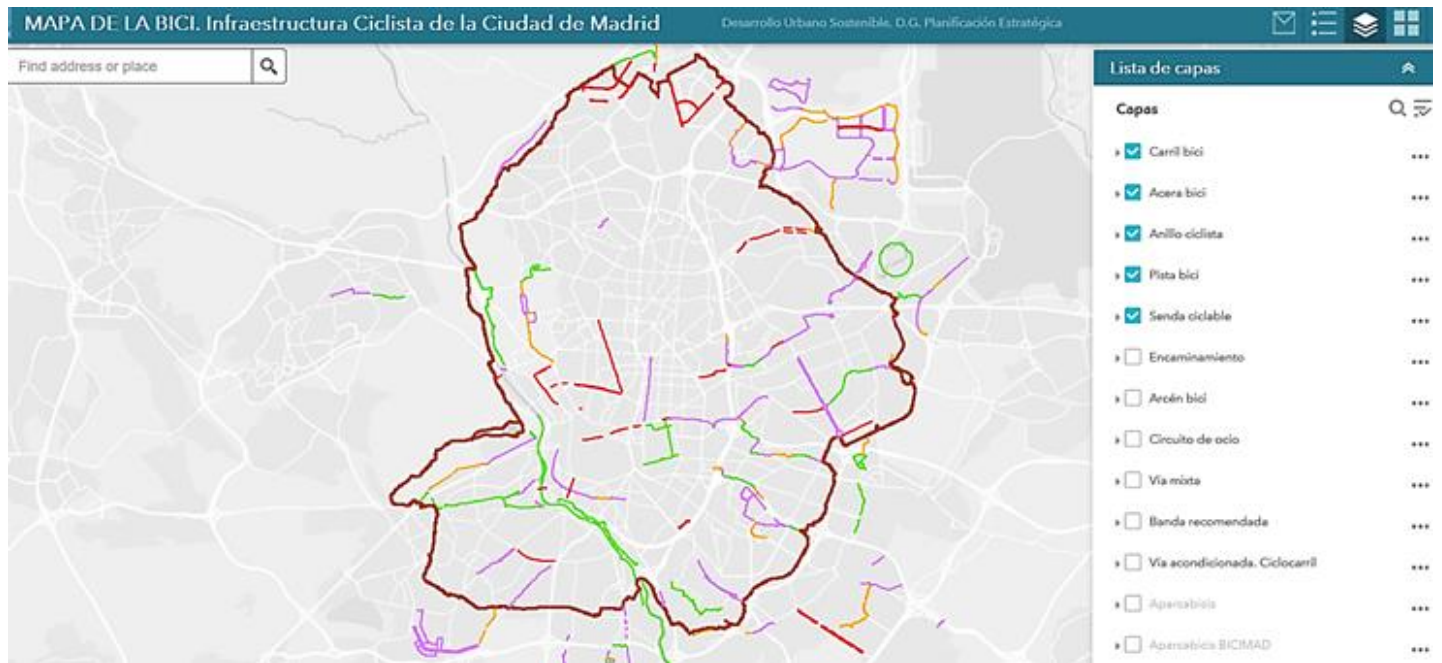 MAPA DE LA BICI. Infraestructura Ciclista de la Ciudad de Madrid
Desarrollo Urbano Sostenible. D.G. Planificación Estratégica
Find address or place
Lista de capas
Capas
Carril bici
Acera bici
Anillo ciclista
Pista bici
Senda ciclable
Encaminamiento
Arcén bici
Circuito de ocio
Vía mixta
Banda recomendada
Vía acondicionada. Ciclocarril
Aparcabicis
Aparcabicis BICIMAD